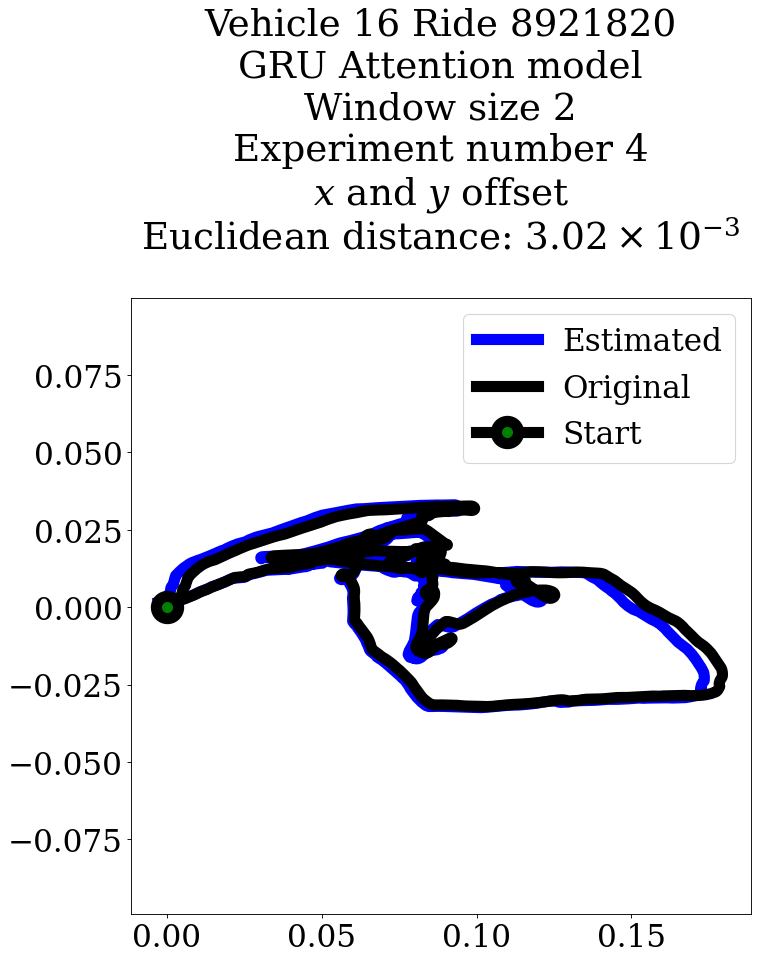 Vehicle 16 Ride 8921820
GRU Attention model
Window size 2
Experiment number 4
x and y offset
Euclidean distance: 3.02 × 10⁻³
Estimated
Original
Start
0.075
0.050
0.025
0.000
−0.025
−0.050
−0.075
0.00 0.05 0.10 0.15